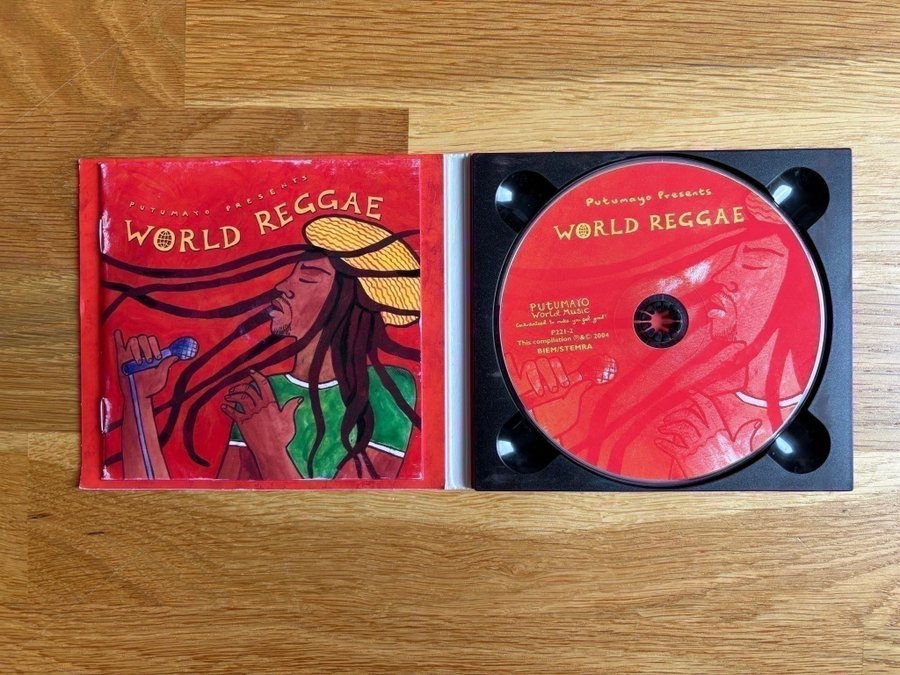 PUTUMAYO PRESENTS
WORLD REGGAE
Putumayo Presents
WORLD REGGAE
PUTUMAYO
World Music
Guaranteed to make you feel good!
P221-2
This compilation ℗&© 2004
BIEM/STEMRA